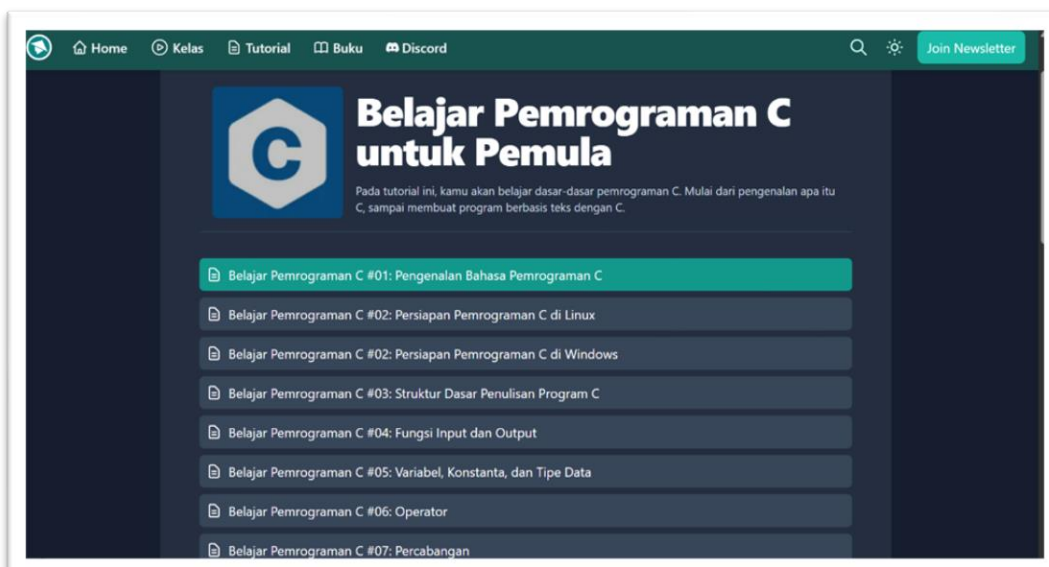 Home Kelas Tutorial Buku Discord Join Newsletter
C
Belajar Pemrograman C
untuk Pemula
Pada tutorial ini, kamu akan belajar dasar-dasar pemrograman C. Mulai dari pengenalan apa itu
C, sampai membuat program berbasis teks dengan C.
Belajar Pemrograman C #01: Pengenalan Bahasa Pemrograman C
Belajar Pemrograman C #02: Persiapan Pemrograman C di Linux
Belajar Pemrograman C #02: Persiapan Pemrograman C di Windows
Belajar Pemrograman C #03: Struktur Dasar Penulisan Program C
Belajar Pemrograman C #04: Fungsi Input dan Output
Belajar Pemrograman C #05: Variabel, Konstanta, dan Tipe Data
Belajar Pemrograman C #06: Operator
Belajar Pemrograman C #07: Percabangan